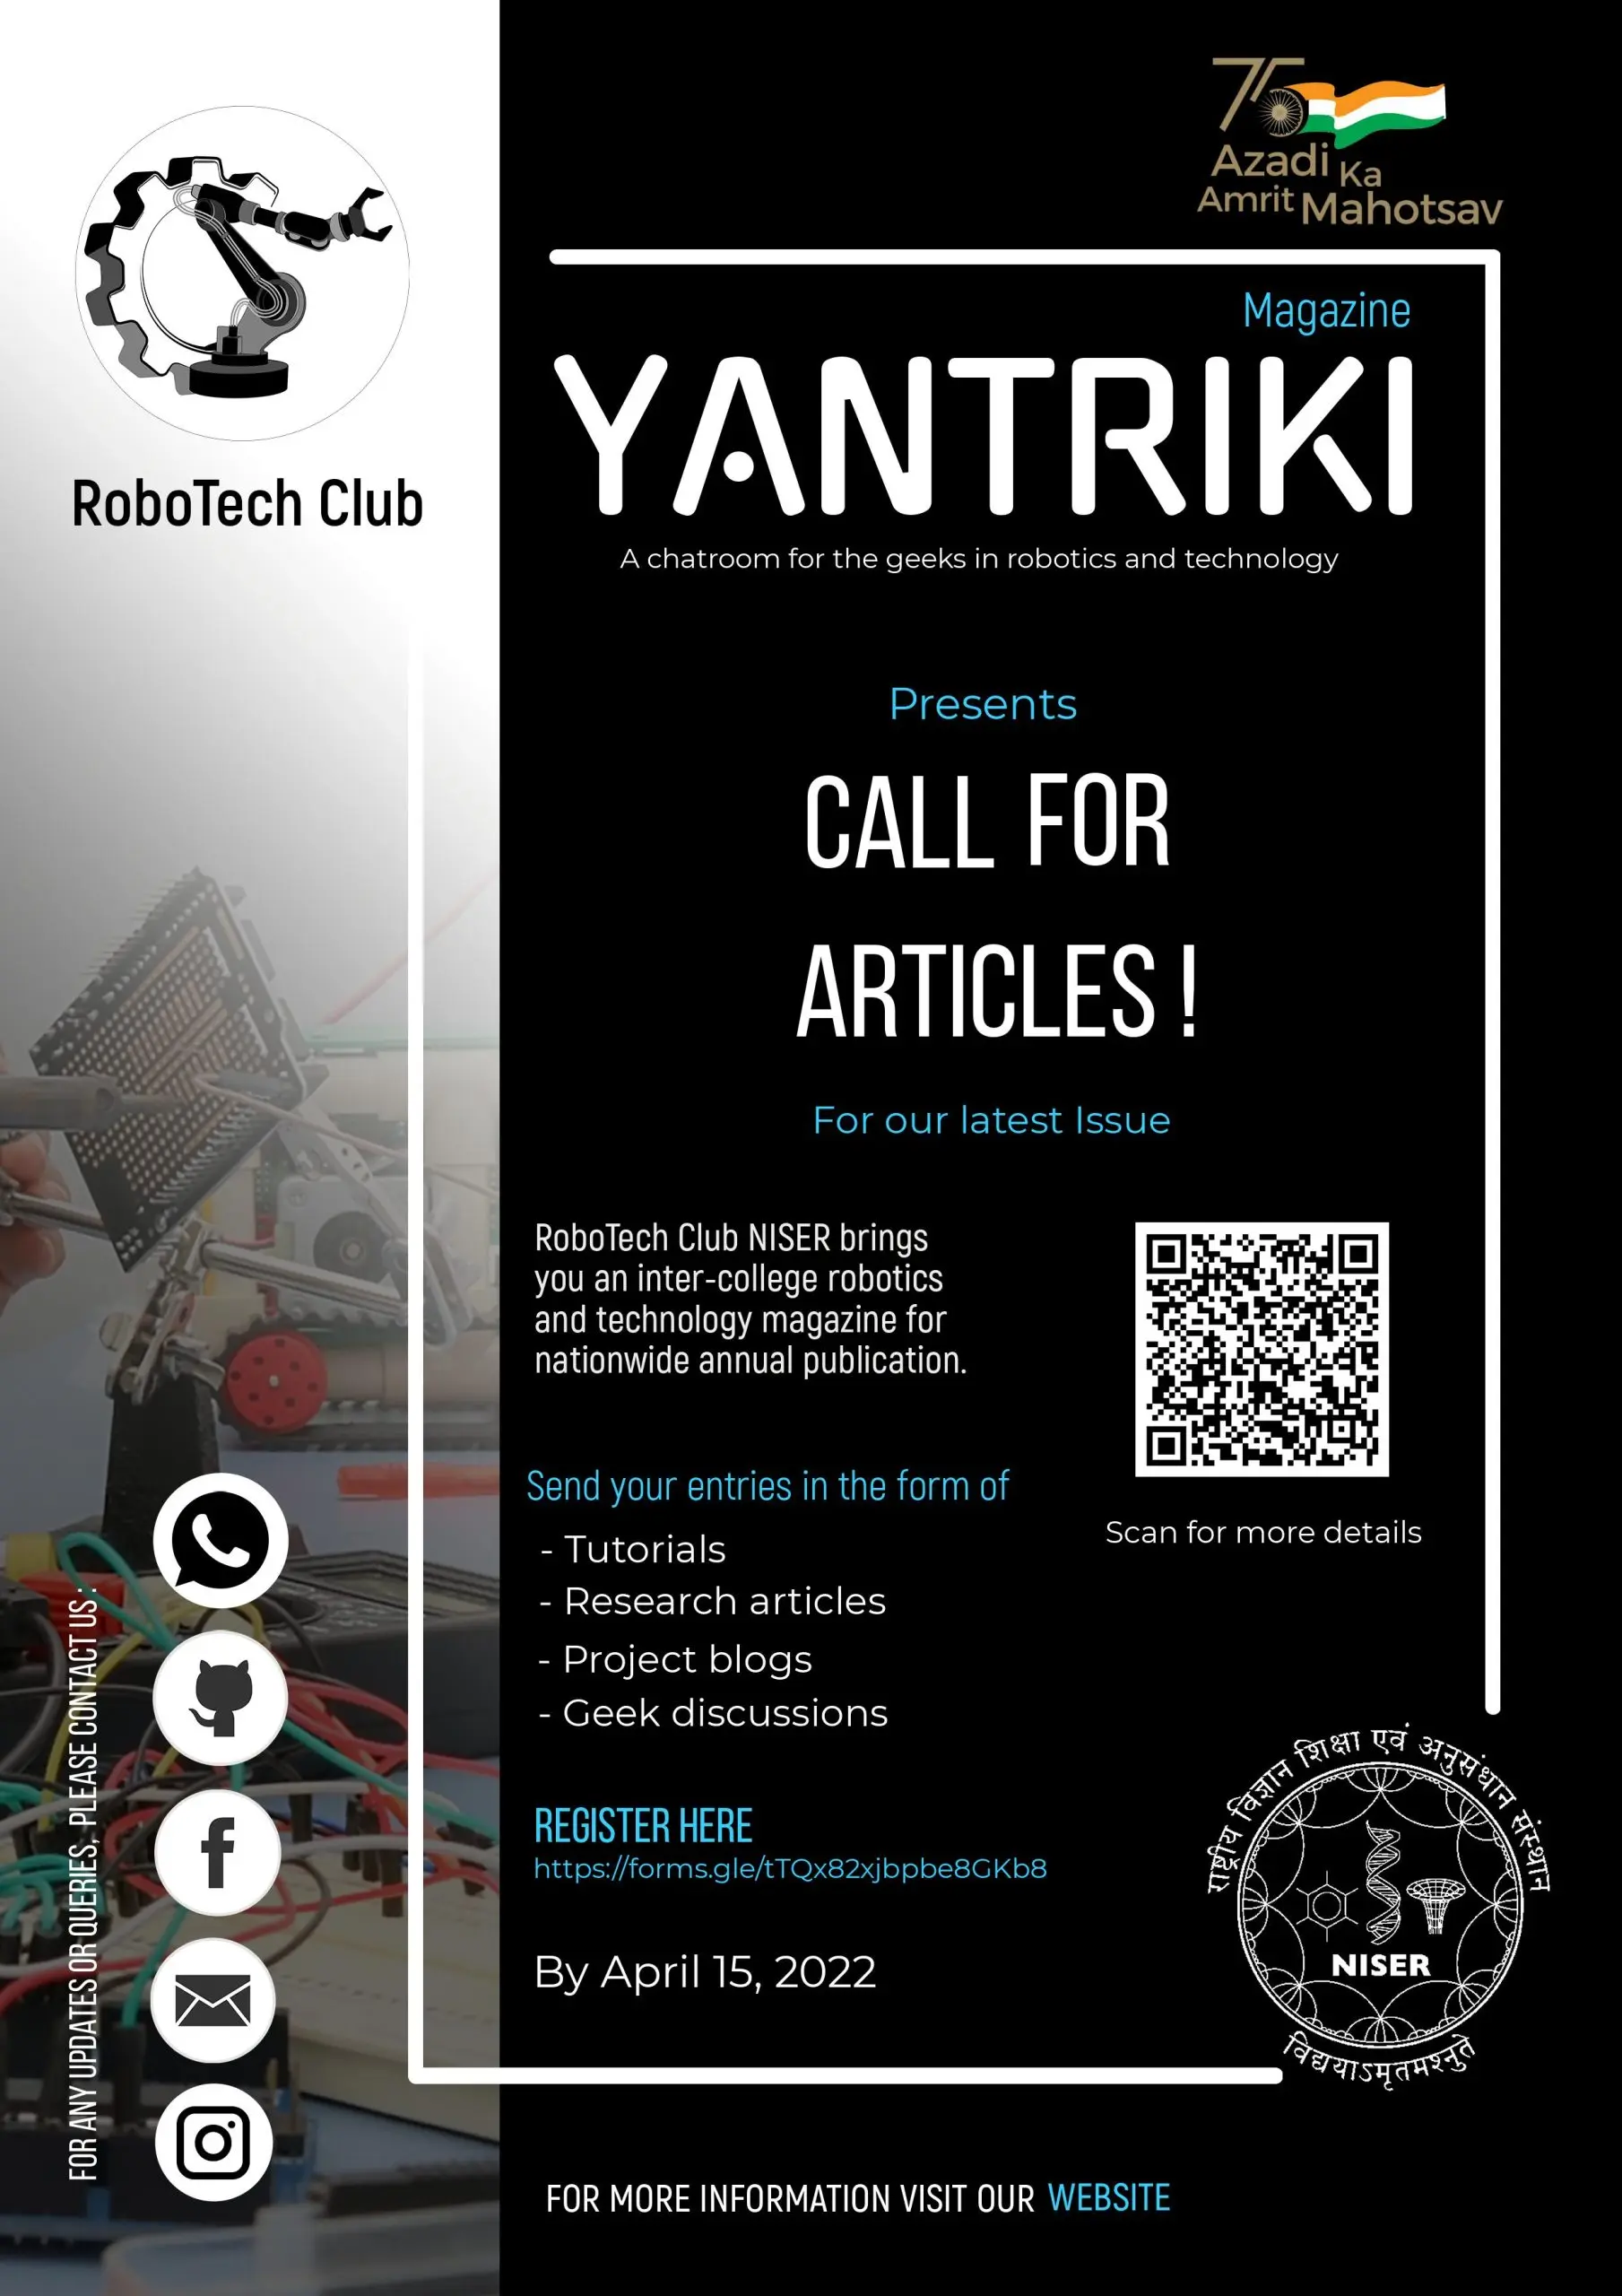 Azadi Ka
Amrit Mahotsav
RoboTech Club
Magazine
YANTRIKI
A chatroom for the geeks in robotics and technology
Presents
CALL FOR
ARTICLES !
For our latest Issue
RoboTech Club NISER brings
you an inter-college robotics
and technology magazine for
nationwide annual publication.
Scan for more details
Send your entries in the form of
- Tutorials
- Research articles
- Project blogs
- Geek discussions
REGISTER HERE
https://forms.gle/tTQx82xjbpbe8GKb8
By April 15, 2022
राष्ट्रीय विज्ञान शिक्षा एवं अनुसंधान संस्थान
NISER
विद्ययाऽमृतमश्नुते
FOR ANY UPDATES OR QUERIES, PLEASE CONTACT US :
FOR MORE INFORMATION VISIT OUR WEBSITE